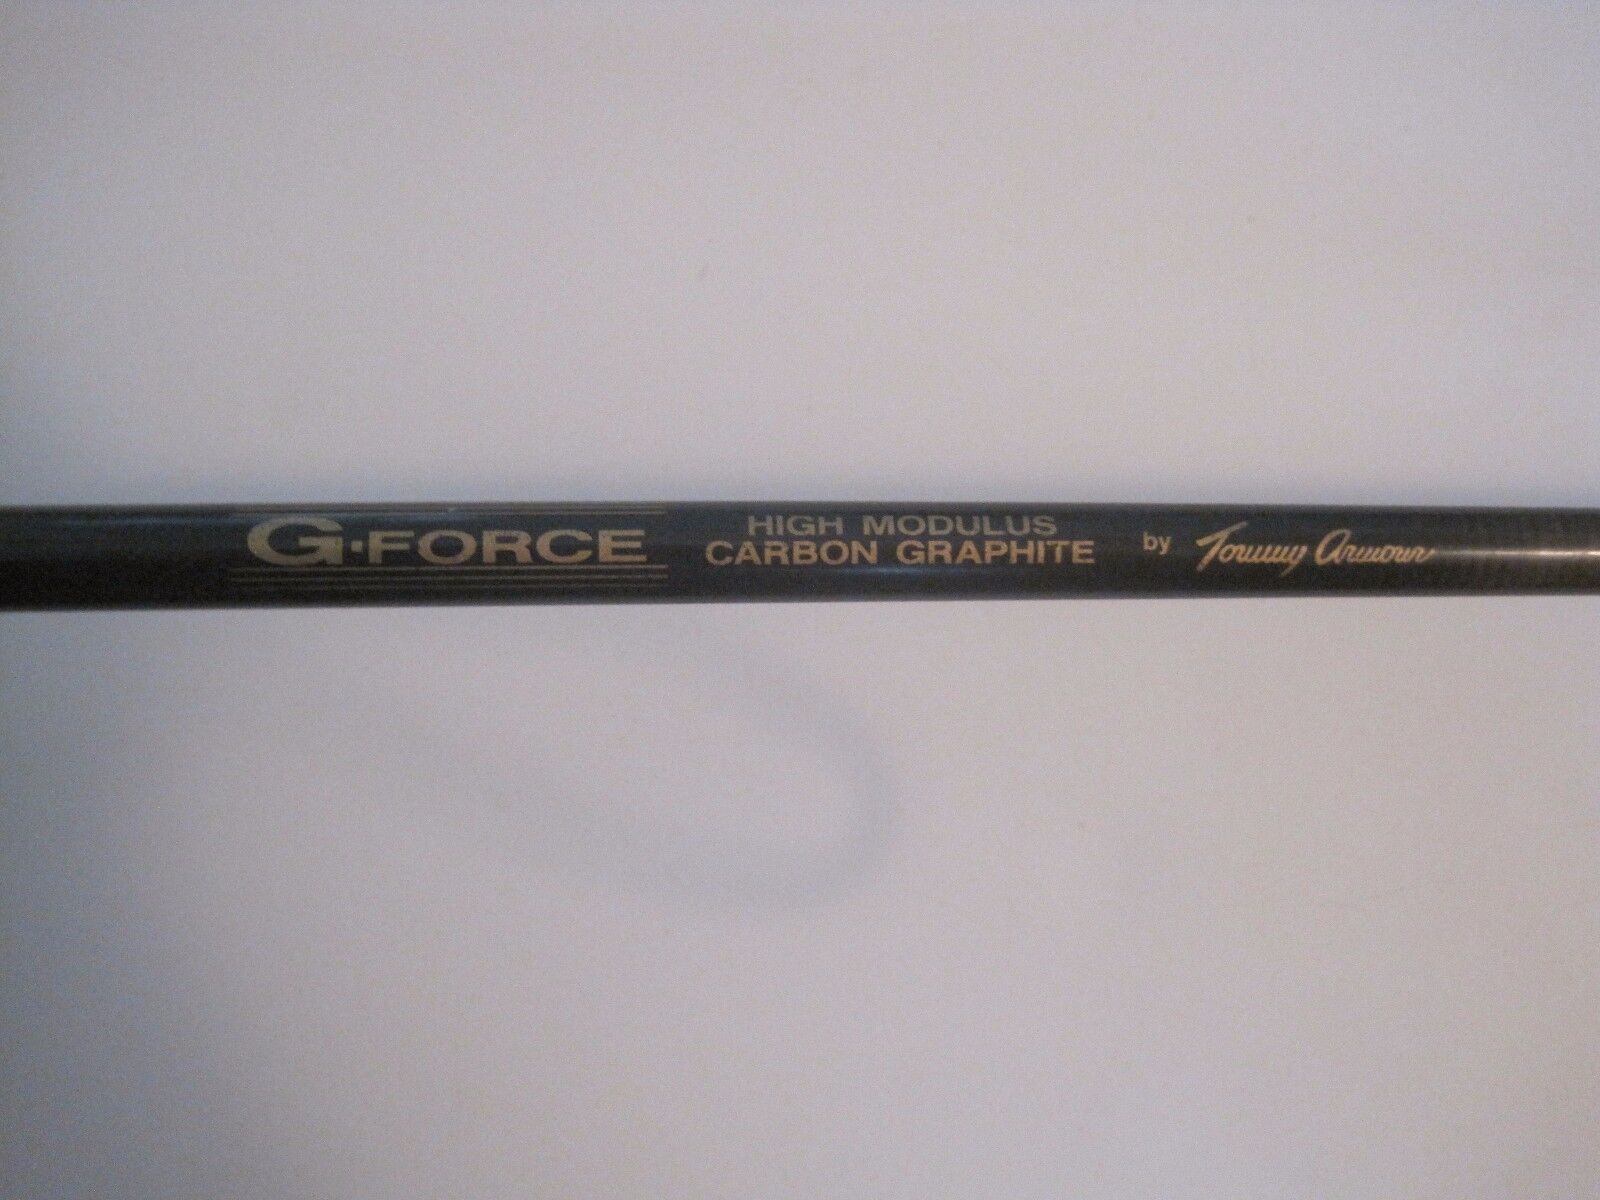 G·FORCE
HIGH MODULUS
CARBON GRAPHITE
by Tommy Armour